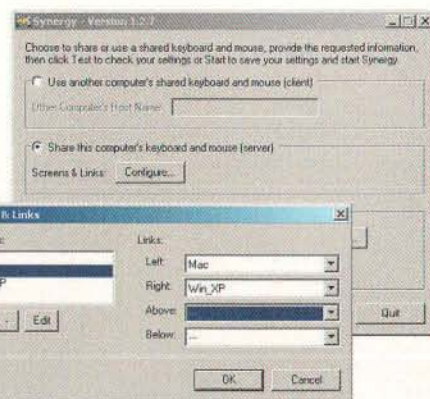 Synergy - Version 1.2.7
Choose to share or use a shared keyboard and mouse, provide the requested information,
then click Test to check your settings or Start to save your settings and start Synergy.
Use another computer's shared keyboard and mouse (client)
Other Computer's Host Name:
Share this computer's keyboard and mouse (server)
Screens & Links: Configure...
& Links
Links:
Left: Mac
Right: Win_XP
Above:
Below: ---
P
- Edit
Quit
OK Cancel